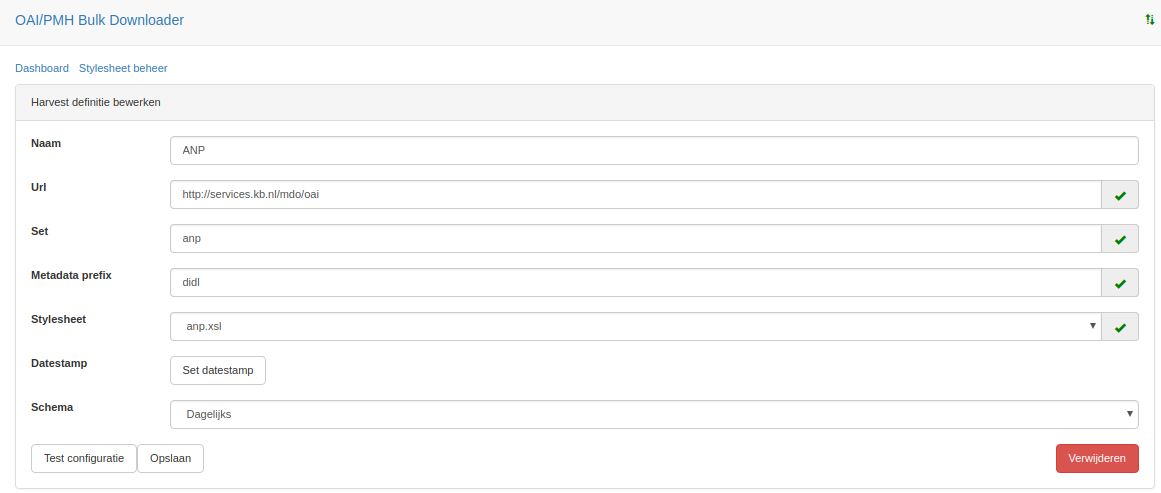 OAI/PMH Bulk Downloader
Dashboard Stylesheet beheer
Harvest definitie bewerken
Naam ANP
Url http://services.kb.nl/mdo/oai
Set anp
Metadata prefix didl
Stylesheet anp.xsl
Datestamp Set datestamp
Schema Dagelijks
Test configuratie Opslaan Verwijderen